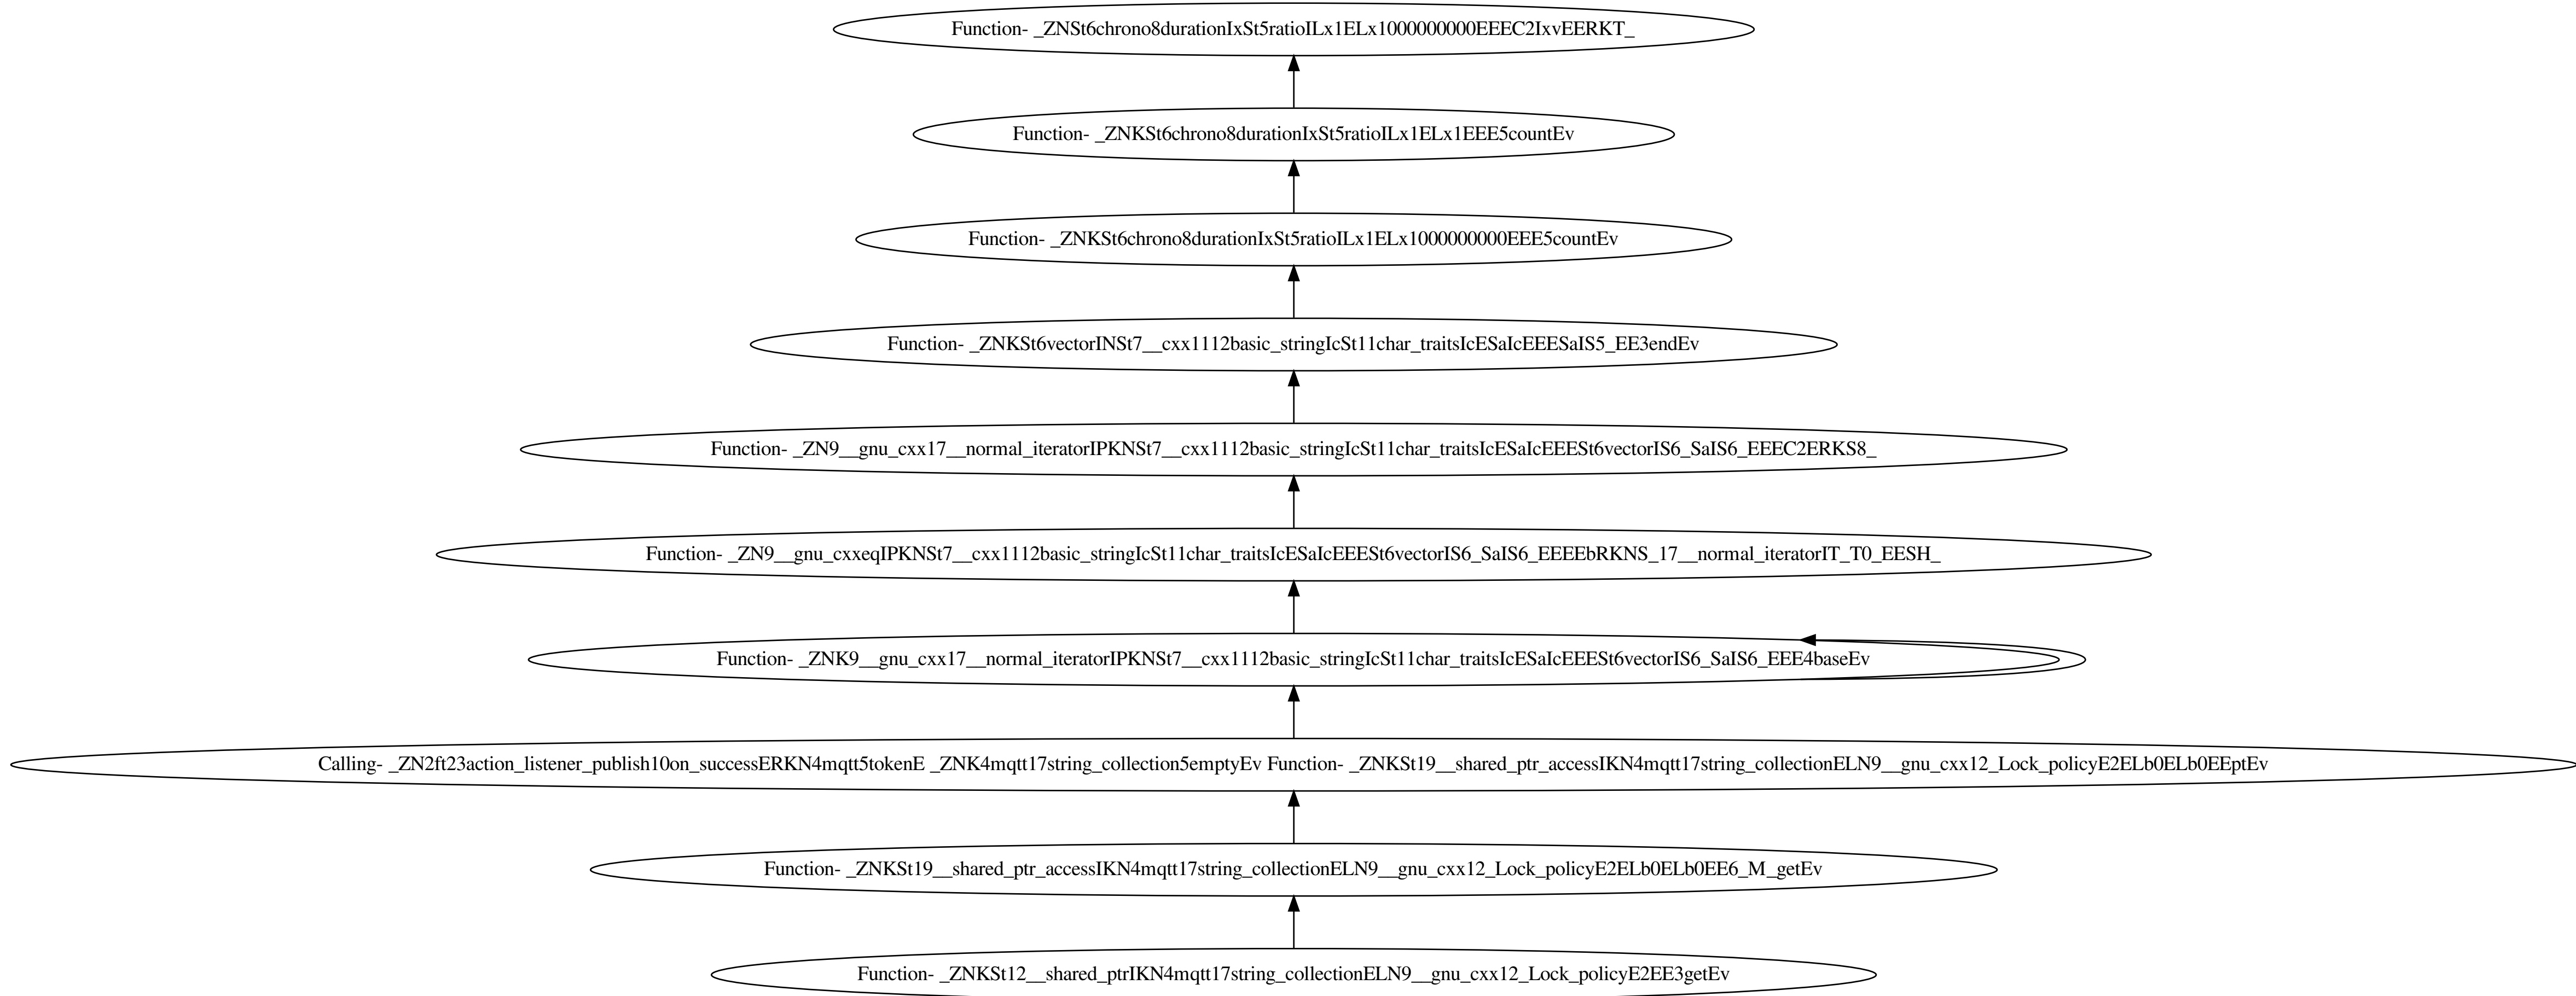 Function- _ZNSt6chrono8durationIxSt5ratioILx1ELx1000000000EEEC2IxvEERKT_
Function- _ZNKSt6chrono8durationIxSt5ratioILx1ELx1EEE5countEv
Function- _ZNKSt6chrono8durationIxSt5ratioILx1ELx1000000000EEE5countEv
Function- _ZNKSt6vectorINSt7__cxx1112basic_stringIcSt11char_traitsIcESaIcEEESaIS5_EE3endEv
Function- _ZN9__gnu_cxx17__normal_iteratorIPKNSt7__cxx1112basic_stringIcSt11char_traitsIcESaIcEEESt6vectorIS6_SaIS6_EEEC2ERKS8_
Function- _ZN9__gnu_cxxeqIPKNSt7__cxx1112basic_stringIcSt11char_traitsIcESaIcEEESt6vectorIS6_SaIS6_EEEEbRKNS_17__normal_iteratorIT_T0_EESH_
Function- _ZNK9__gnu_cxx17__normal_iteratorIPKNSt7__cxx1112basic_stringIcSt11char_traitsIcESaIcEEESt6vectorIS6_SaIS6_EEE4baseEv
Calling- _ZN2ft23action_listener_publish10on_successERKN4mqtt5tokenE _ZNK4mqtt17string_collection5emptyEv Function- _ZNKSt19__shared_ptr_accessIKN4mqtt17string_collectionELN9__gnu_cxx12_Lock_policyE2ELb0ELb0EEptEv
Function- _ZNKSt19__shared_ptr_accessIKN4mqtt17string_collectionELN9__gnu_cxx12_Lock_policyE2ELb0ELb0EE6_M_getEv
Function- _ZNKSt12__shared_ptrIKN4mqtt17string_collectionELN9__gnu_cxx12_Lock_policyE2EE3getEv